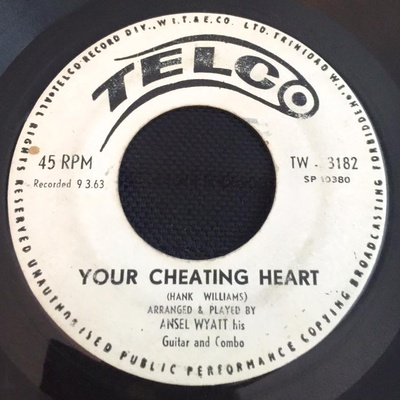 TELCO-RECORD DIV., W.I.T. & E. CO. LTD. TRINIDAD W.I.
FORBIDDEN BROADCASTING COPYING PERFORMANCE PUBLIC UNAUTHORISED RESERVED RIGHTS ALL
TELCO
45 RPM
TW - 3182
Recorded 9 3.63
SP 10380
YOUR CHEATING HEART
(HANK WILLIAMS)
ARRANGED & PLAYED BY
ANSEL WYATT his
Guitar and Combo